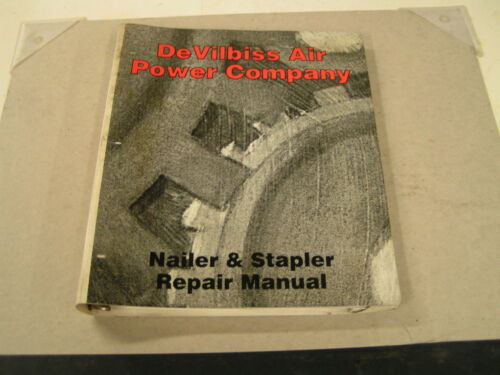 DeVilbiss Air
Power Company
Nailer & Stapler
Repair Manual